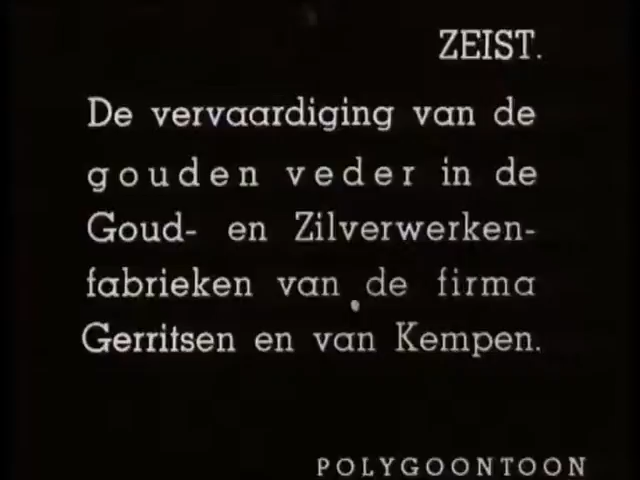 ZEIST.
De vervaardiging van de
gouden veder in de
Goud- en Zilverwerken-
fabrieken van de firma
Gerritsen en van Kempen.
POLYGOONTOON